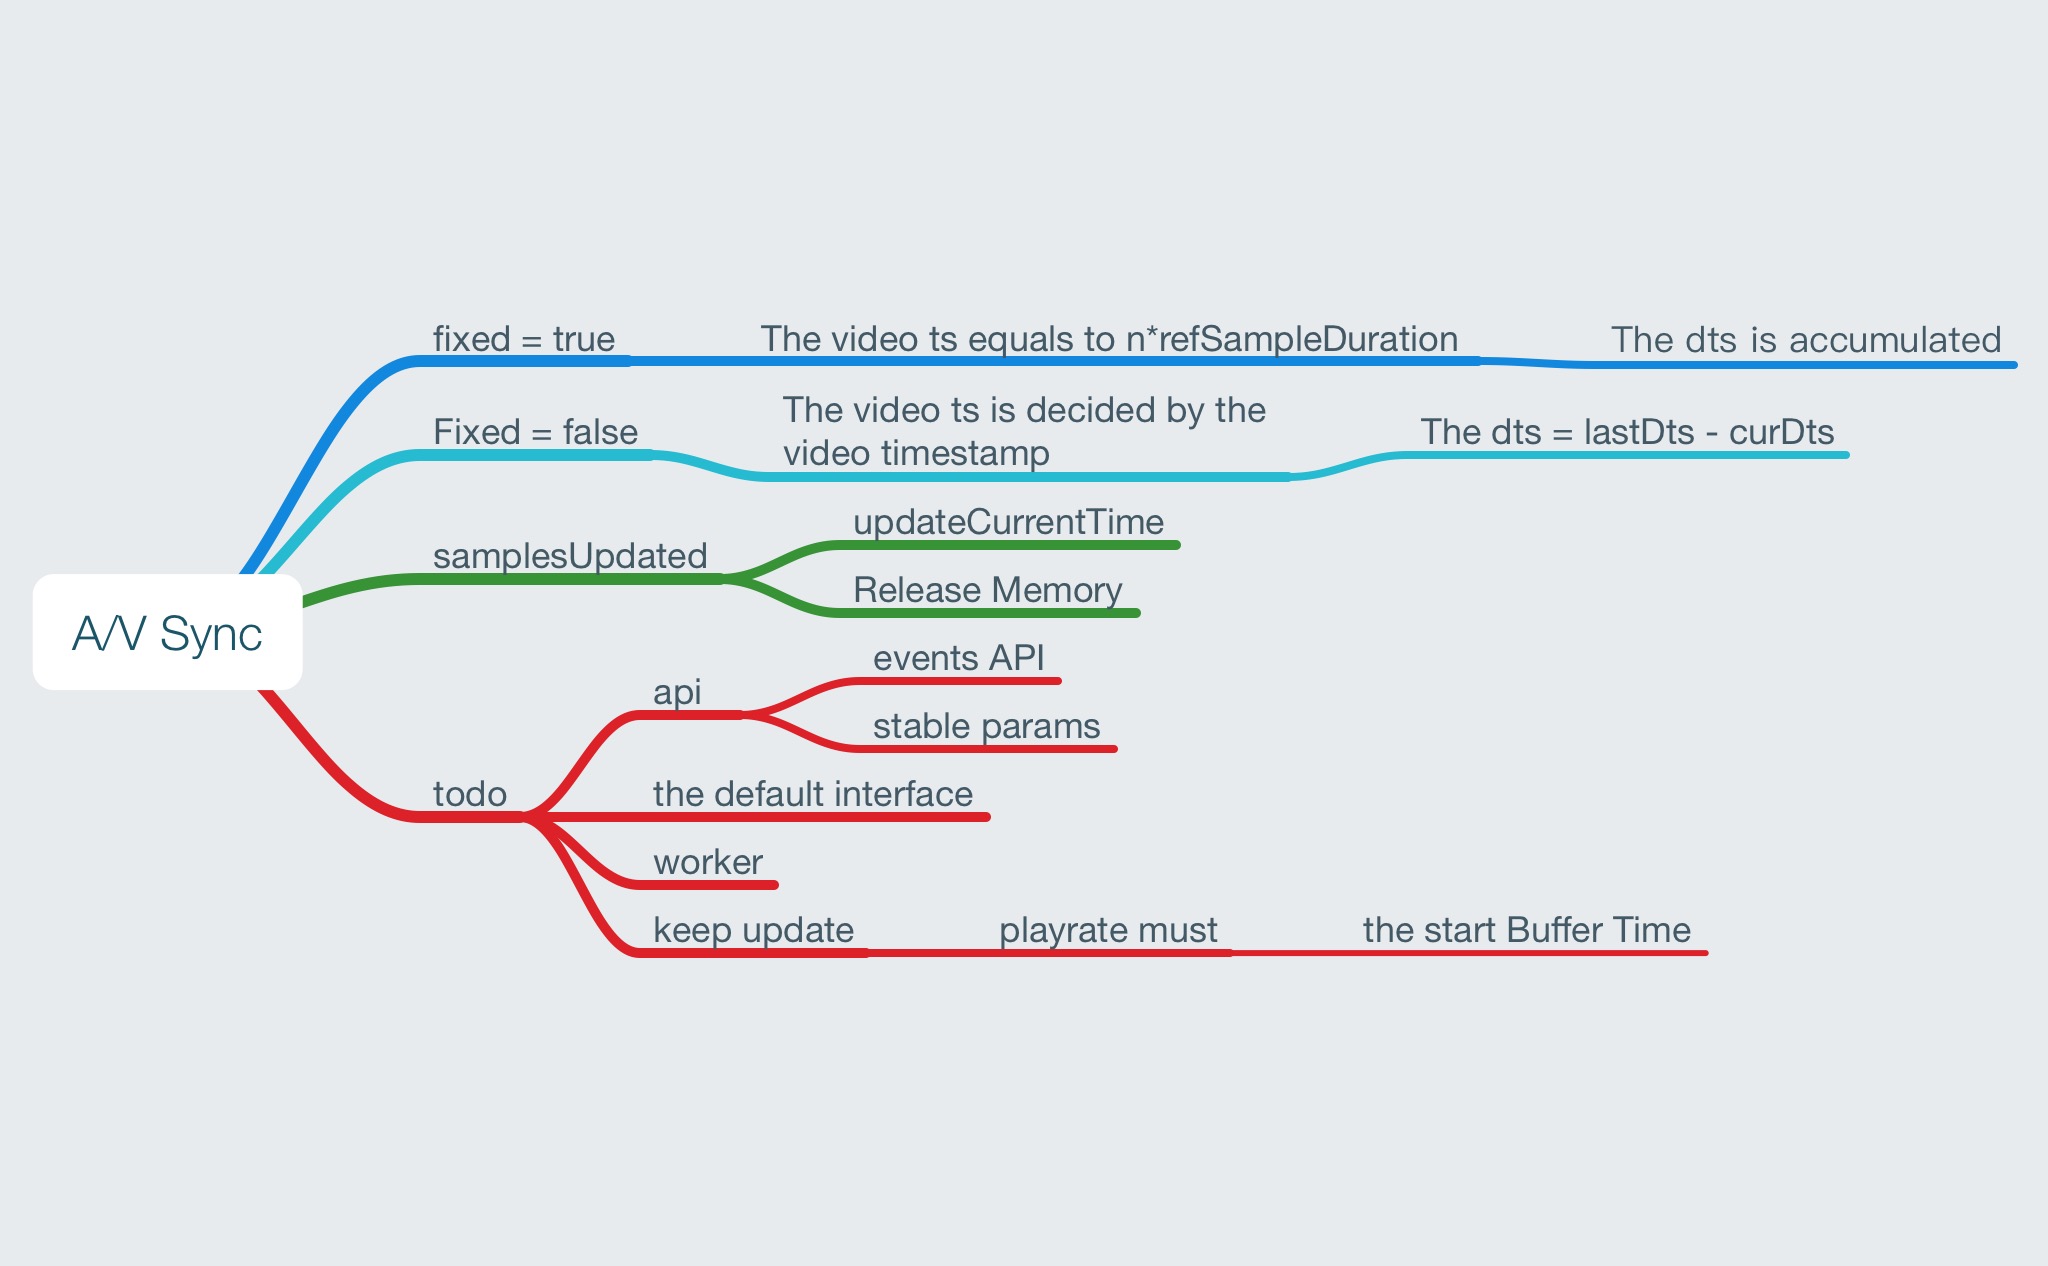 fixed = true
The video ts equals to n*refSampleDuration
The dts is accumulated
Fixed = false
The video ts is decided by the
video timestamp
The dts = lastDts - curDts
samplesUpdated
updateCurrentTime
Release Memory
A/V Sync
todo
api
events API
stable params
the default interface
worker
keep update
playrate must
the start Buffer Time